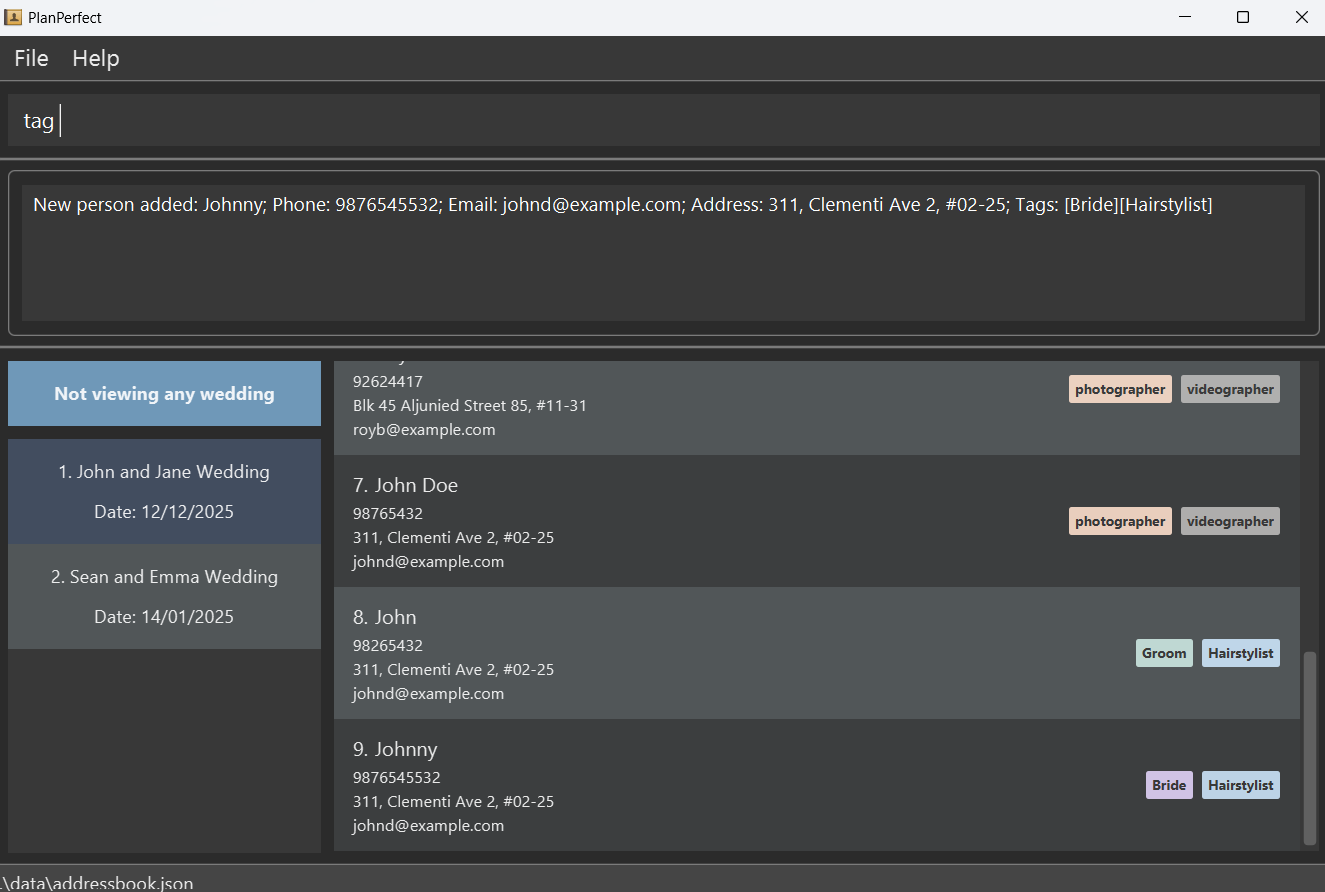 PlanPerfect
File Help
tag
New person added: Johnny; Phone: 9876545532; Email: johnd@example.com; Address: 311, Clementi Ave 2, #02-25; Tags: [Bride][Hairstylist]
Not viewing any wedding
1. John and Jane Wedding
Date: 12/12/2025
2. Sean and Emma Wedding
Date: 14/01/2025
92624417
photographer videographer
Blk 45 Aljunied Street 85, #11-31
royb@example.com
7. John Doe
98765432
photographer videographer
311, Clementi Ave 2, #02-25
johnd@example.com
8. John
98265432
Groom Hairstylist
311, Clementi Ave 2, #02-25
johnd@example.com
9. Johnny
9876545532
Bride Hairstylist
311, Clementi Ave 2, #02-25
johnd@example.com
\data\addressbook.json